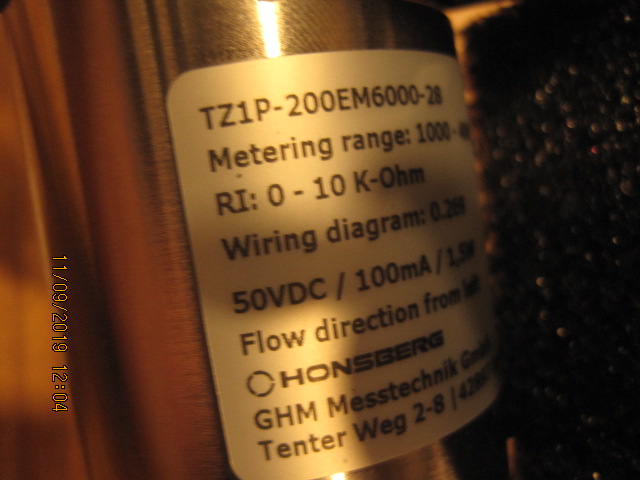 TZ1P-200EM6000-28
Metering range: 1000 -
RI: 0 - 10 K-Ohm
Wiring diagram: 0.269
50VDC / 100mA / 1,5W
Flow direction from left
HONSBERG
GHM Messtechnik GmbH
Tenter Weg 2-8 |
11/09/2019 12:04